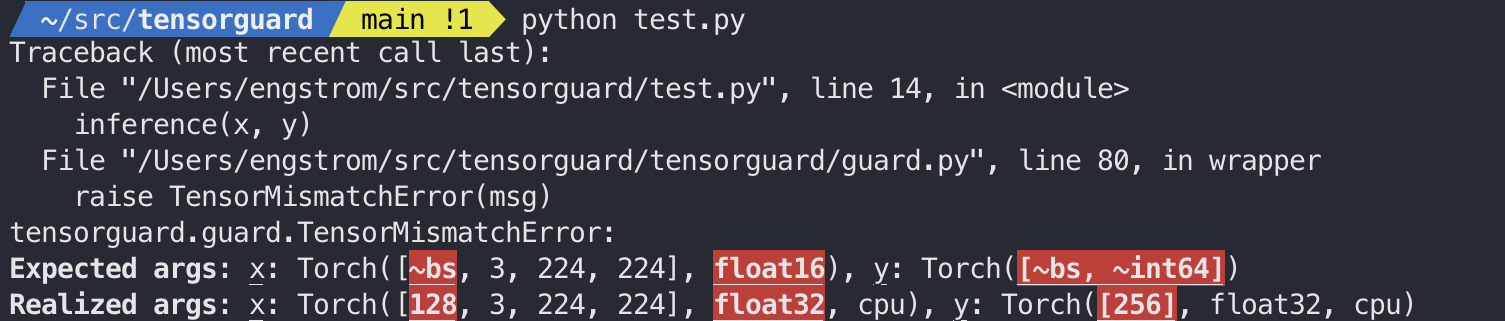 ~/src/tensorguard main !1 python test.py
Traceback (most recent call last):
  File "/Users/engstrom/src/tensorguard/test.py", line 14, in <module>
    inference(x, y)
  File "/Users/engstrom/src/tensorguard/tensorguard/guard.py", line 80, in wrapper
    raise TensorMismatchError(msg)
tensorguard.guard.TensorMismatchError:
Expected args: x: Torch([~bs, 3, 224, 224], float16), y: Torch([~bs, ~int64])
Realized args: x: Torch([128, 3, 224, 224], float32, cpu), y: Torch([256], float32, cpu)